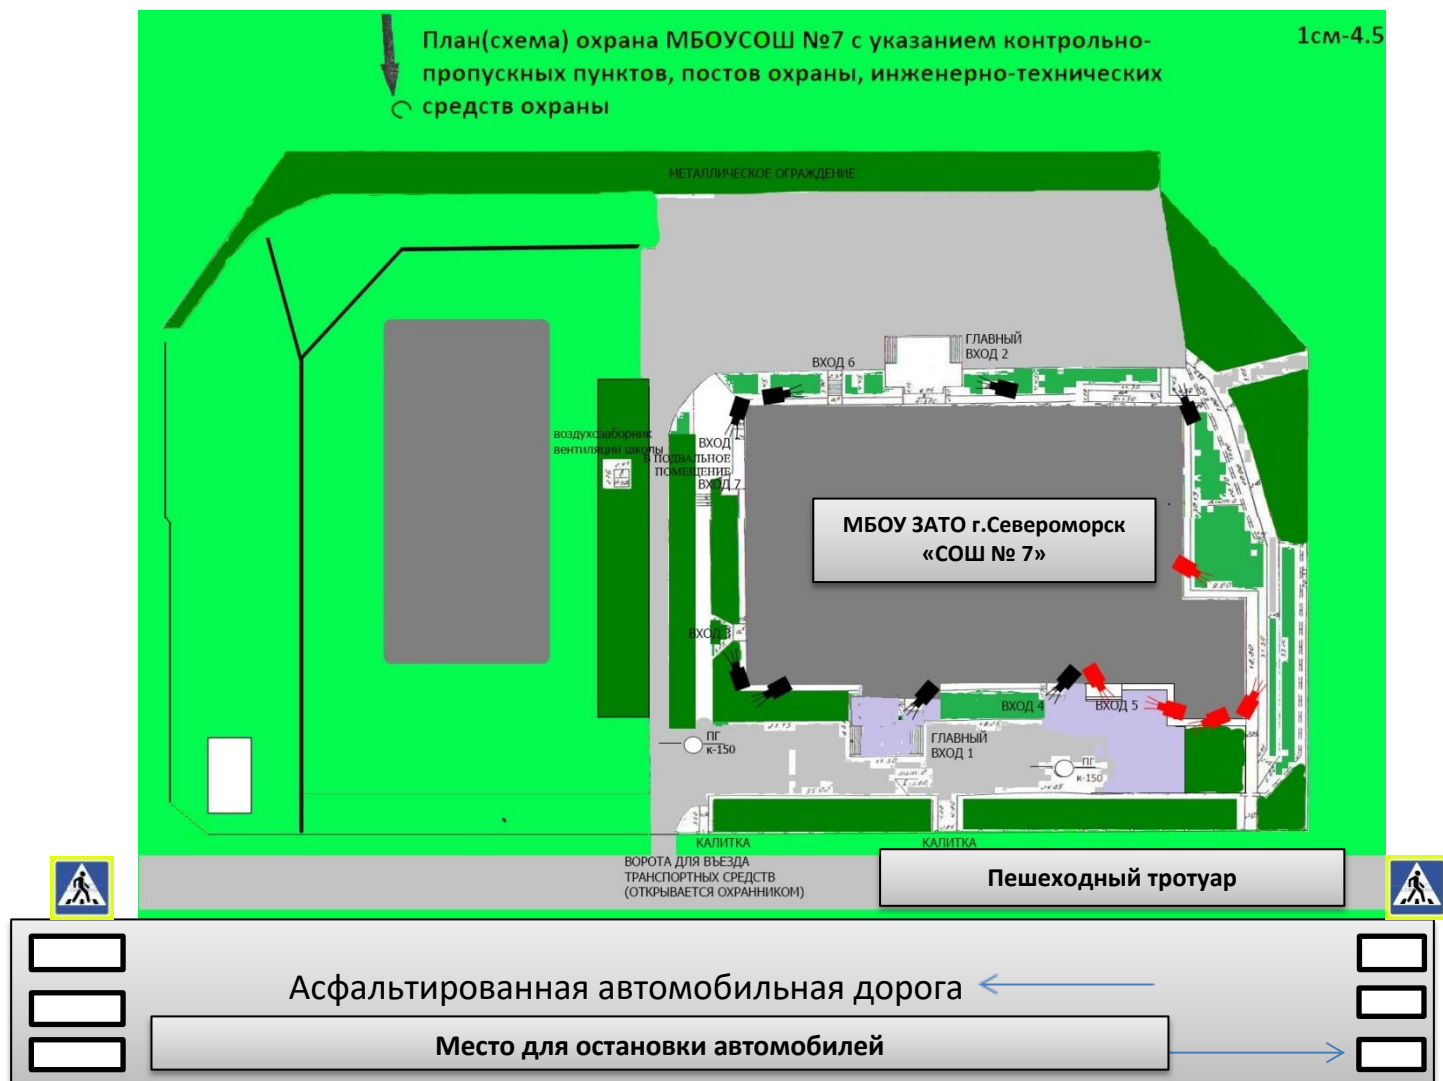 План(схема) охрана МБОУСОШ №7 с указанием контрольно-
пропускных пунктов, постов охраны, инженерно-технических
средств охраны
1см-4.5
МЕТАЛЛИЧЕСКОЕ ОГРАЖДЕНИЕ
ГЛАВНЫЙ
ВХОД 2
ВХОД 6
воздухозаборник
вентиляции школы
ВХОД
В ПОДВАЛЬНОЕ
ПОМЕЩЕНИЕ
ВХОД 7
МБОУ ЗАТО г.Североморск
«СОШ № 7»
ВХОД 3
ВХОД 4
ВХОД 5
ГЛАВНЫЙ
ВХОД 1
ПГ
к-150
ПГ
к-150
КАЛИТКА
КАЛИТКА
ВОРОТА ДЛЯ ВЪЕЗДА
ТРАНСПОРТНЫХ СРЕДСТВ
(ОТКРЫВАЕТСЯ ОХРАННИКОМ)
Пешеходный тротуар
Асфальтированная автомобильная дорога
Место для остановки автомобилей